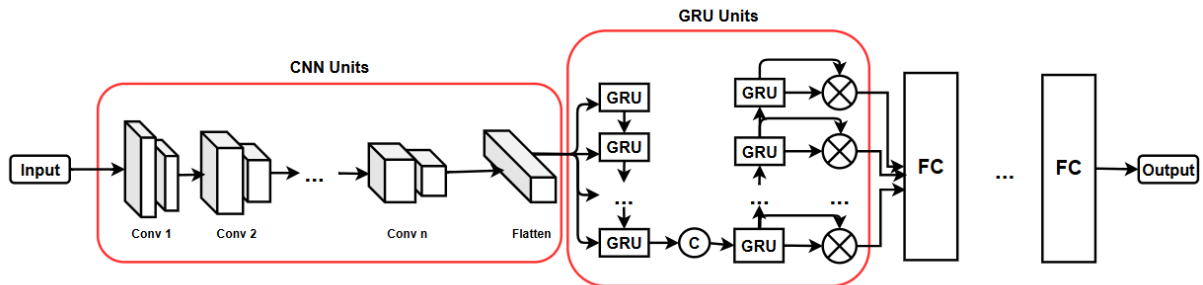 GRU Units
CNN Units
Input
Conv 1
Conv 2
...
Conv n
Flatten
GRU
GRU
...
GRU
C
GRU
GRU
...
...
GRU
FC
...
FC
Output